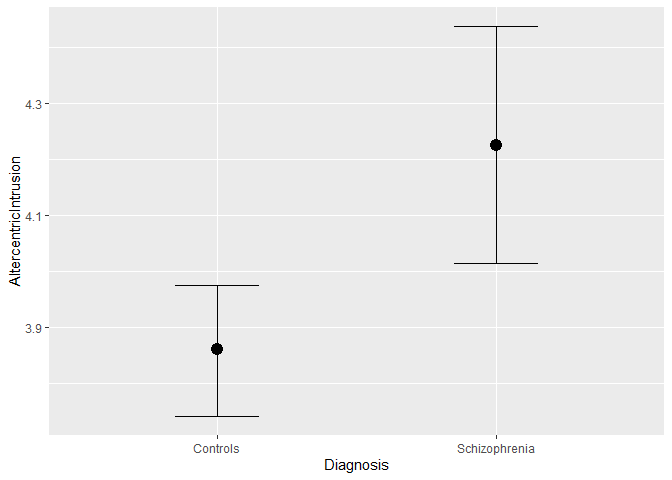 AltercentricIntrusion
4.3
4.1
3.9
Controls
Schizophrenia
Diagnosis